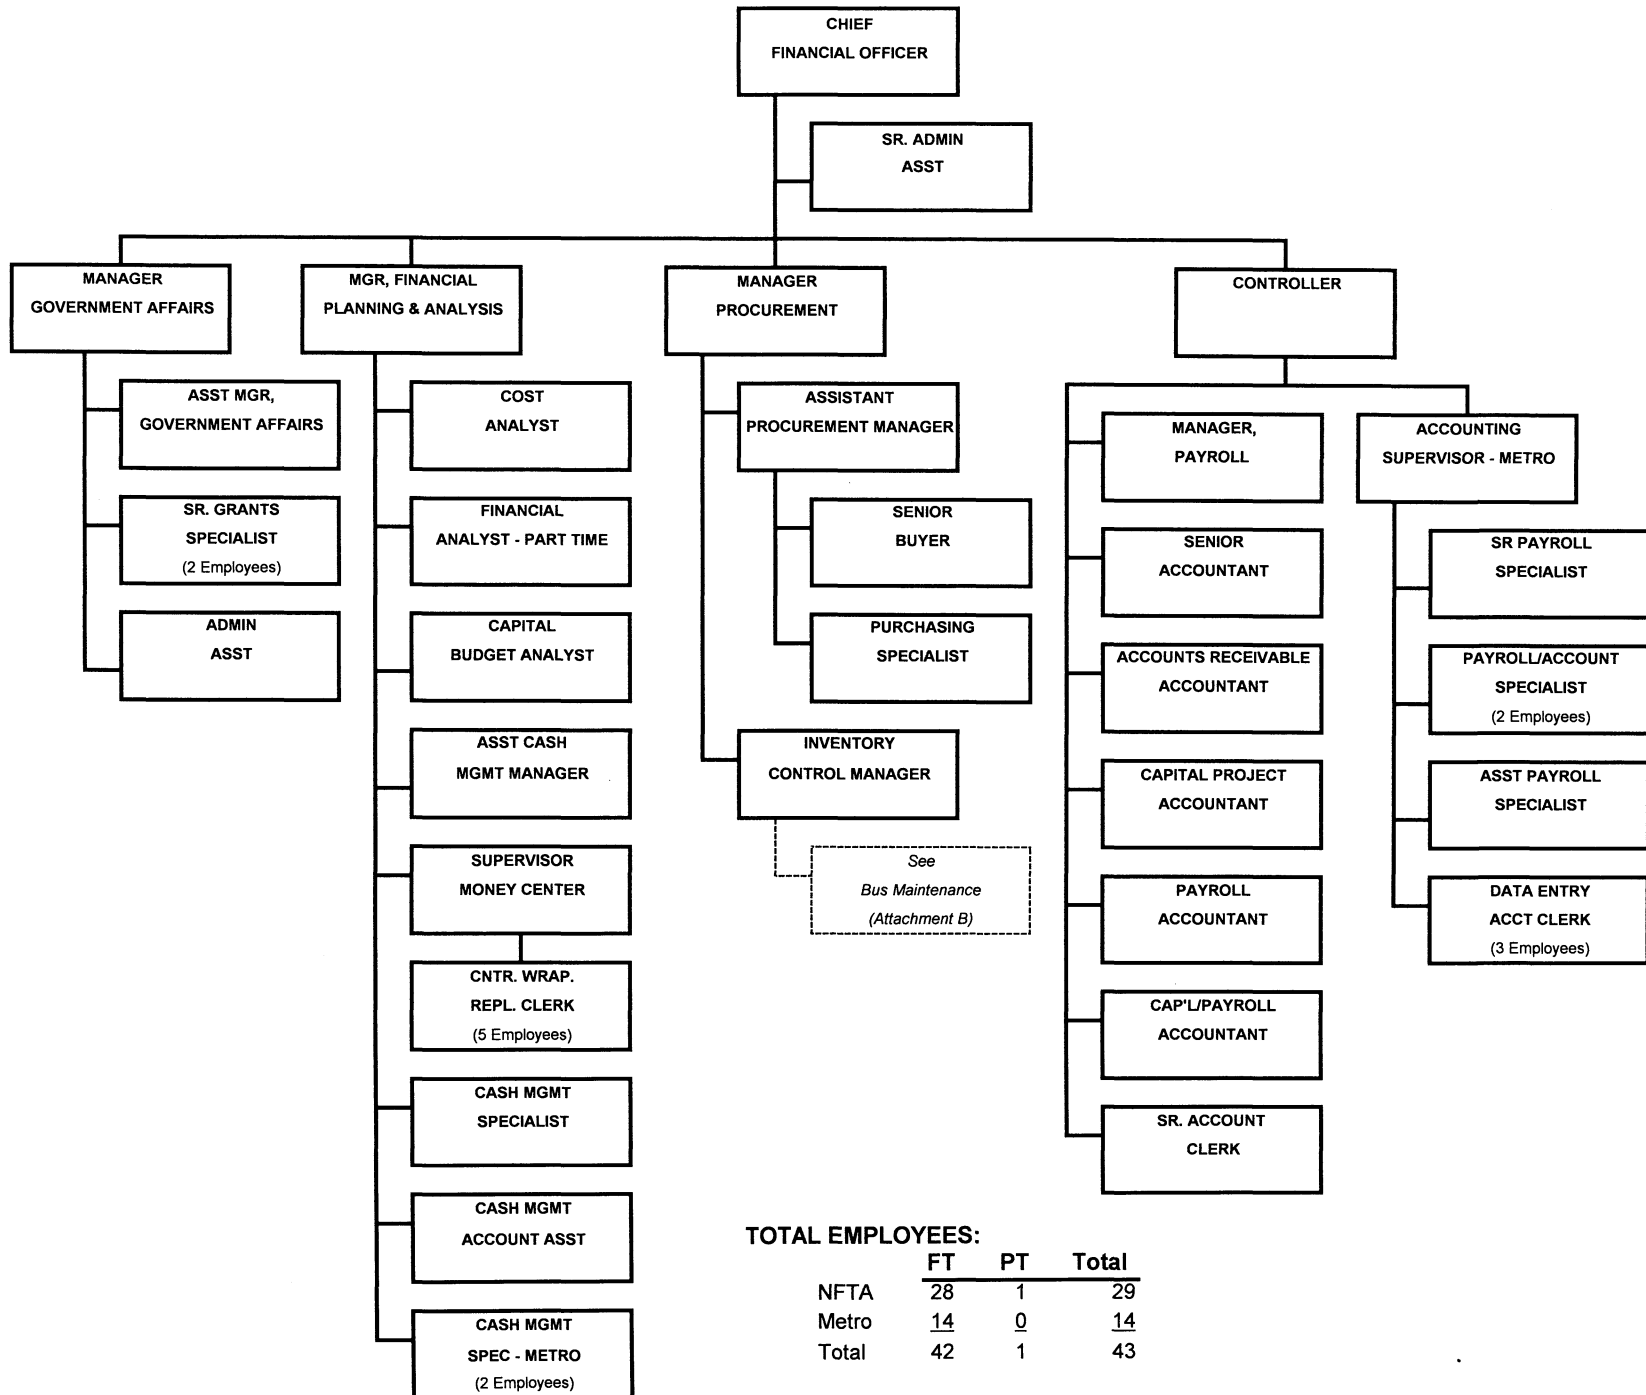 CHIEF
FINANCIAL OFFICER
SR. ADMIN
ASST
MANAGER
GOVERNMENT AFFAIRS
ASST MGR,
GOVERNMENT AFFAIRS
SR. GRANTS
SPECIALIST
(2 Employees)
ADMIN
ASST
MGR, FINANCIAL
PLANNING & ANALYSIS
COST
ANALYST
FINANCIAL
ANALYST - PART TIME
CAPITAL
BUDGET ANALYST
ASST CASH
MGMT MANAGER
SUPERVISOR
MONEY CENTER
CNTR. WRAP.
REPL. CLERK
(5 Employees)
CASH MGMT
SPECIALIST
CASH MGMT
ACCOUNT ASST
CASH MGMT
SPEC - METRO
(2 Employees)
MANAGER
PROCUREMENT
ASSISTANT
PROCUREMENT MANAGER
SENIOR
BUYER
PURCHASING
SPECIALIST
INVENTORY
CONTROL MANAGER
See
Bus Maintenance
(Attachment B)
CONTROLLER
MANAGER,
PAYROLL
SENIOR
ACCOUNTANT
ACCOUNTS RECEIVABLE
ACCOUNTANT
CAPITAL PROJECT
ACCOUNTANT
PAYROLL
ACCOUNTANT
CAP'L/PAYROLL
ACCOUNTANT
SR. ACCOUNT
CLERK
ACCOUNTING
SUPERVISOR - METRO
SR PAYROLL
SPECIALIST
PAYROLL/ACCOUNT
SPECIALIST
(2 Employees)
ASST PAYROLL
SPECIALIST
DATA ENTRY
ACCT CLERK
(3 Employees)
TOTAL EMPLOYEES:
FT PT Total
NFTA 28 1 29
Metro 14 0 14
Total 42 1 43